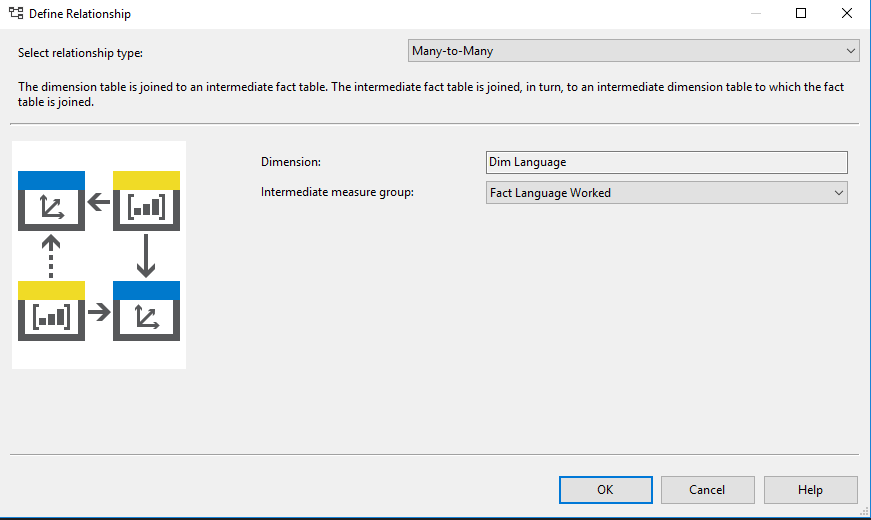 Define Relationship
Select relationship type:
Many-to-Many
The dimension table is joined to an intermediate fact table. The intermediate fact table is joined, in turn, to an intermediate dimension table to which the fact
table is joined.
Dimension:
Dim Language
Intermediate measure group:
Fact Language Worked
OK
Cancel
Help